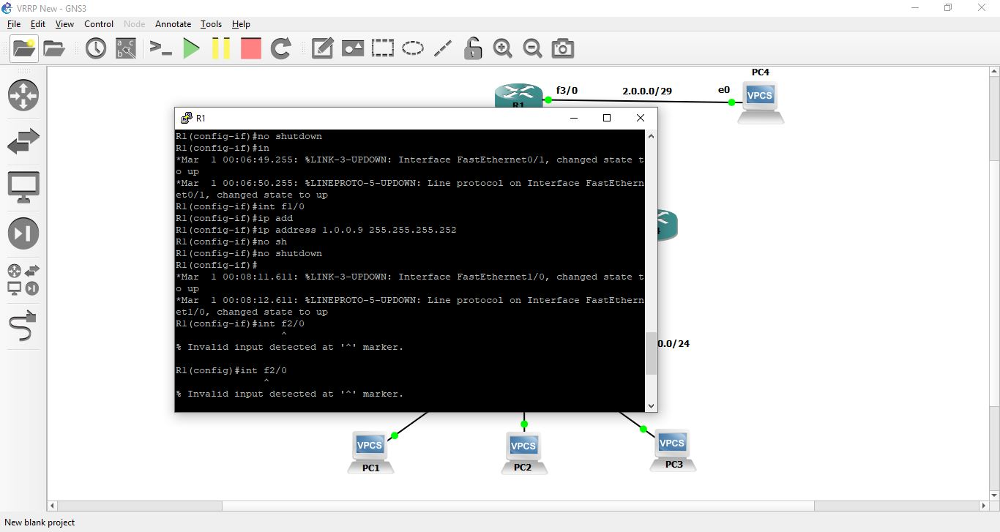 VRRP New - GNS3
File Edit View Control Node Annotate Tools Help
PC4
f3/0 2.0.0.0/29 e0
VPCS
R1
R1
R1(config-if)#no shutdown
R1(config-if)#in
*Mar  1 00:06:49.255: %LINK-3-UPDOWN: Interface FastEthernet0/1, changed state t
o up
*Mar  1 00:06:50.255: %LINEPROTO-5-UPDOWN: Line protocol on Interface FastEthern
et0/1, changed state to up
R1(config-if)#int f1/0
R1(config-if)#ip add
R1(config-if)#ip address 1.0.0.9 255.255.255.252
R1(config-if)#no sh
R1(config-if)#no shutdown
R1(config-if)#
*Mar  1 00:08:11.611: %LINK-3-UPDOWN: Interface FastEthernet1/0, changed state t
o up
*Mar  1 00:08:12.611: %LINEPROTO-5-UPDOWN: Line protocol on Interface FastEthern
et1/0, changed state to up
R1(config-if)#int f2/0
^
% Invalid input detected at '^' marker.
R1(config)#int f2/0
^
% Invalid input detected at '^' marker.
4
0.0/24
VPCS VPCS VPCS
PC1 PC2 PC3
New blank project